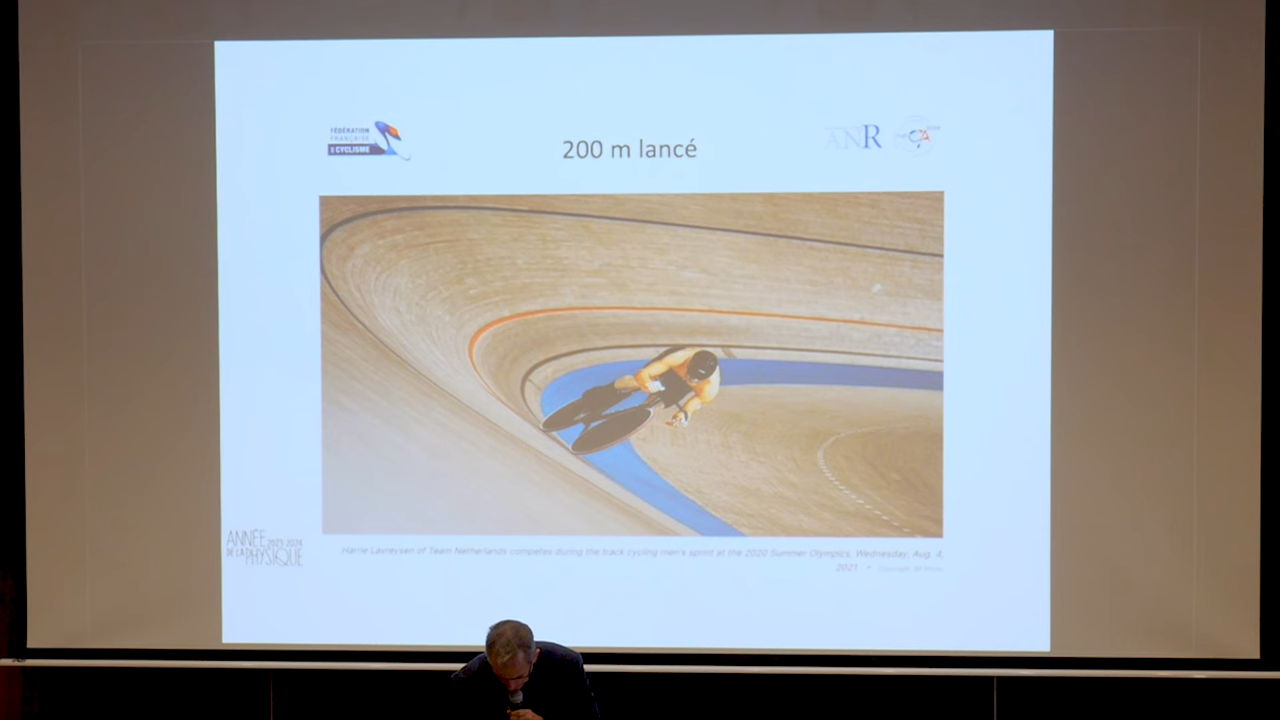 FÉDÉRATION
FRANÇAISE
DE CYCLISME
200 m lancé
ANR
Harrie Lavreysen of Team Netherlands competes during the track cycling men's sprint at the 2020 Summer Olympics, Wednesday, Aug. 4,
2021 •
ANNÉE 2023 2024
DE LA PHYSIQUE